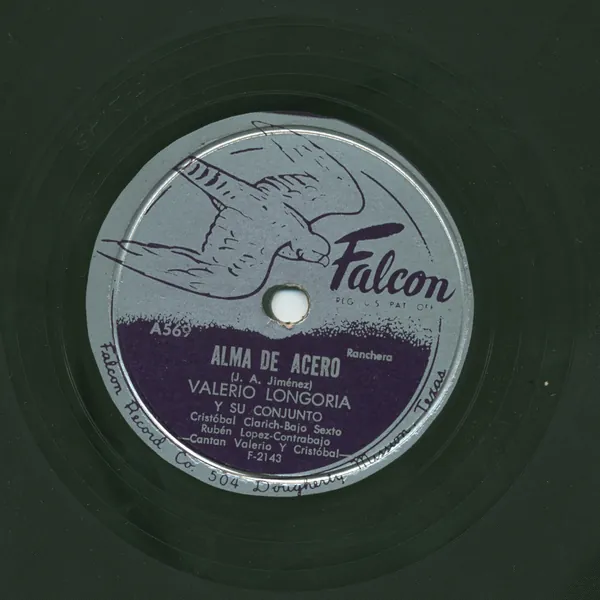 Falcon
REG. U.S. PAT. OFF.
A569
ALMA DE ACERO
Ranchera
(J. A. Jiménez)
VALERIO LONGORIA
Y SU CONJUNTO
Cristóbal Clarich-Bajo Sexto
Rubén Lopez-Contrabajo
—Cantan Valerio Y Cristóbal—
F-2143
Falcon Record Co. 504 Dougherty, Mission, Texas